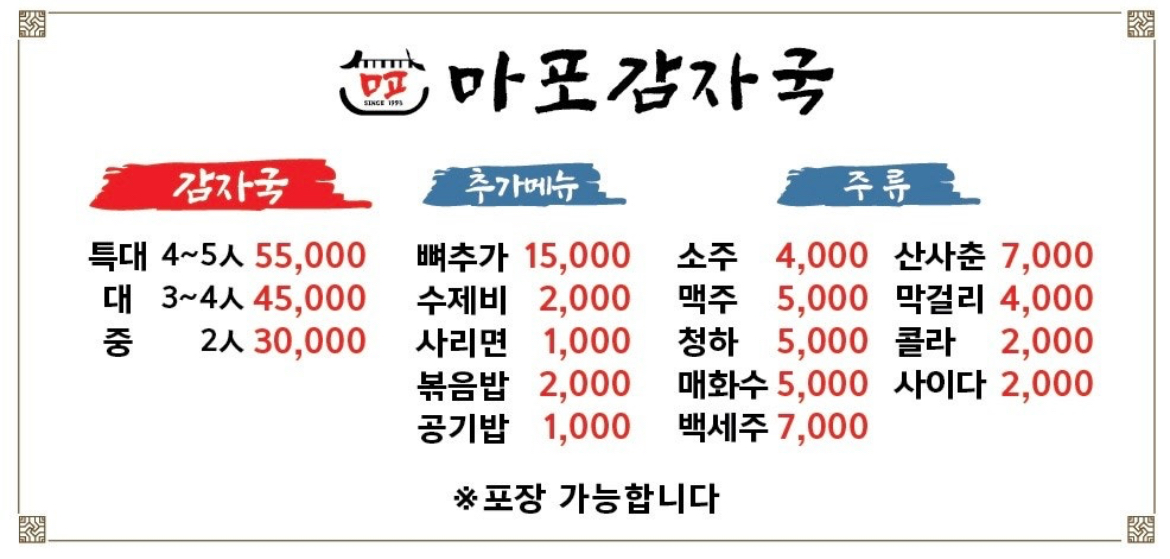 마포
SINCE 1993
마포감자국
감자국
특대 4~5人 55,000
대 3~4人 45,000
중 2人 30,000
추가메뉴
뼈추가 15,000
수제비 2,000
사리면 1,000
볶음밥 2,000
공기밥 1,000
주류
소주 4,000
맥주 5,000
청하 5,000
매화수 5,000
백세주 7,000
산사춘 7,000
막걸리 4,000
콜라 2,000
사이다 2,000
※포장 가능합니다